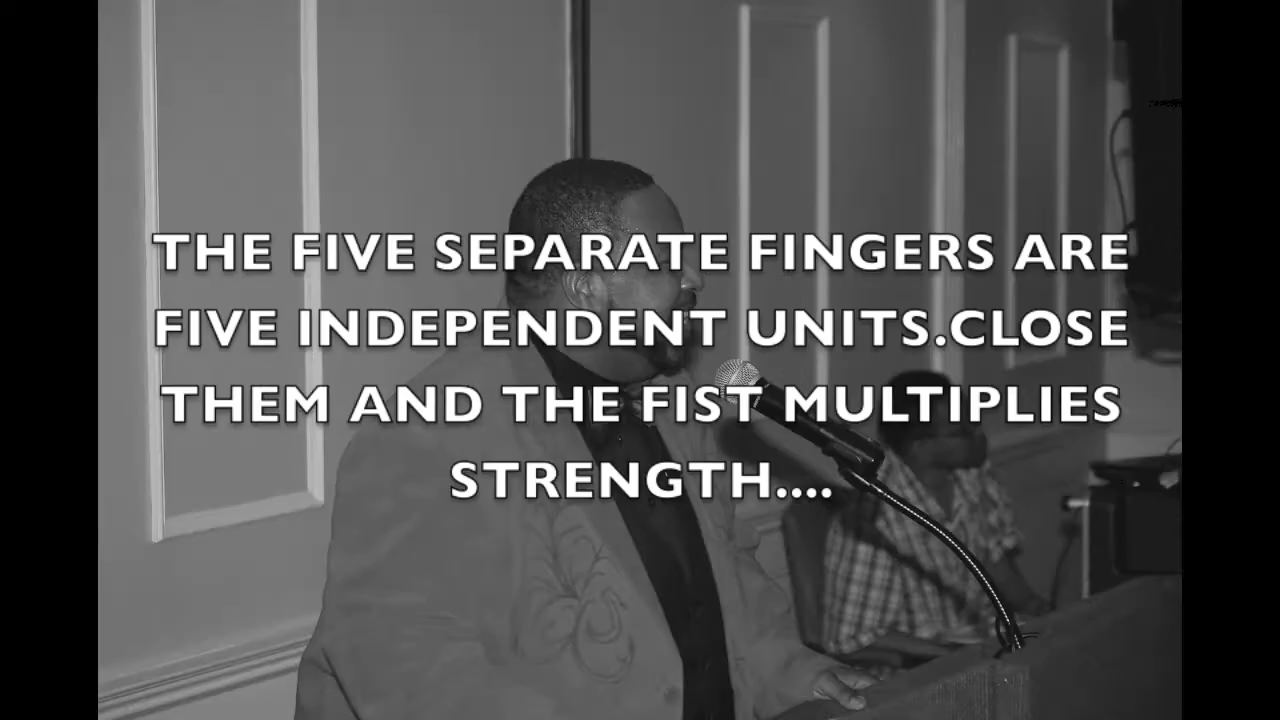 THE FIVE SEPARATE FINGERS ARE
FIVE INDEPENDENT UNITS.CLOSE
THEM AND THE FIST MULTIPLIES
STRENGTH....